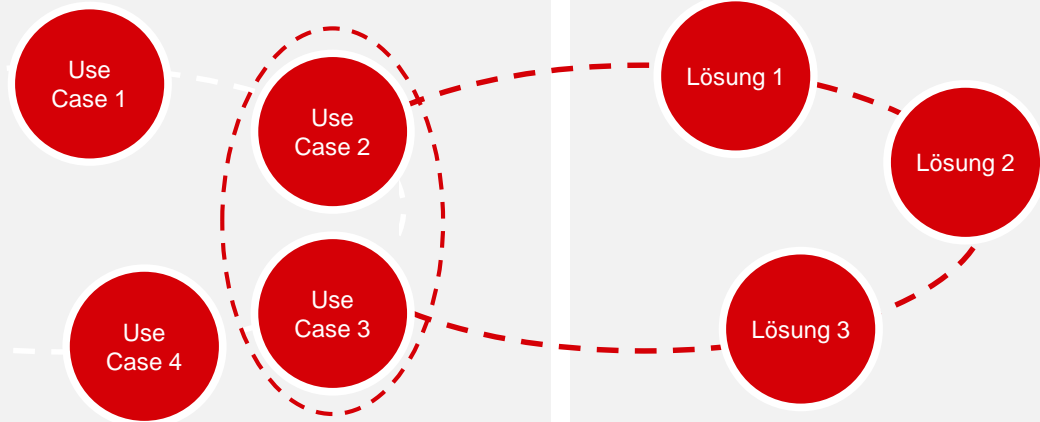 Use
Case 1
Use
Case 2
Use
Case 3
Use
Case 4
Lösung 1
Lösung 2
Lösung 3